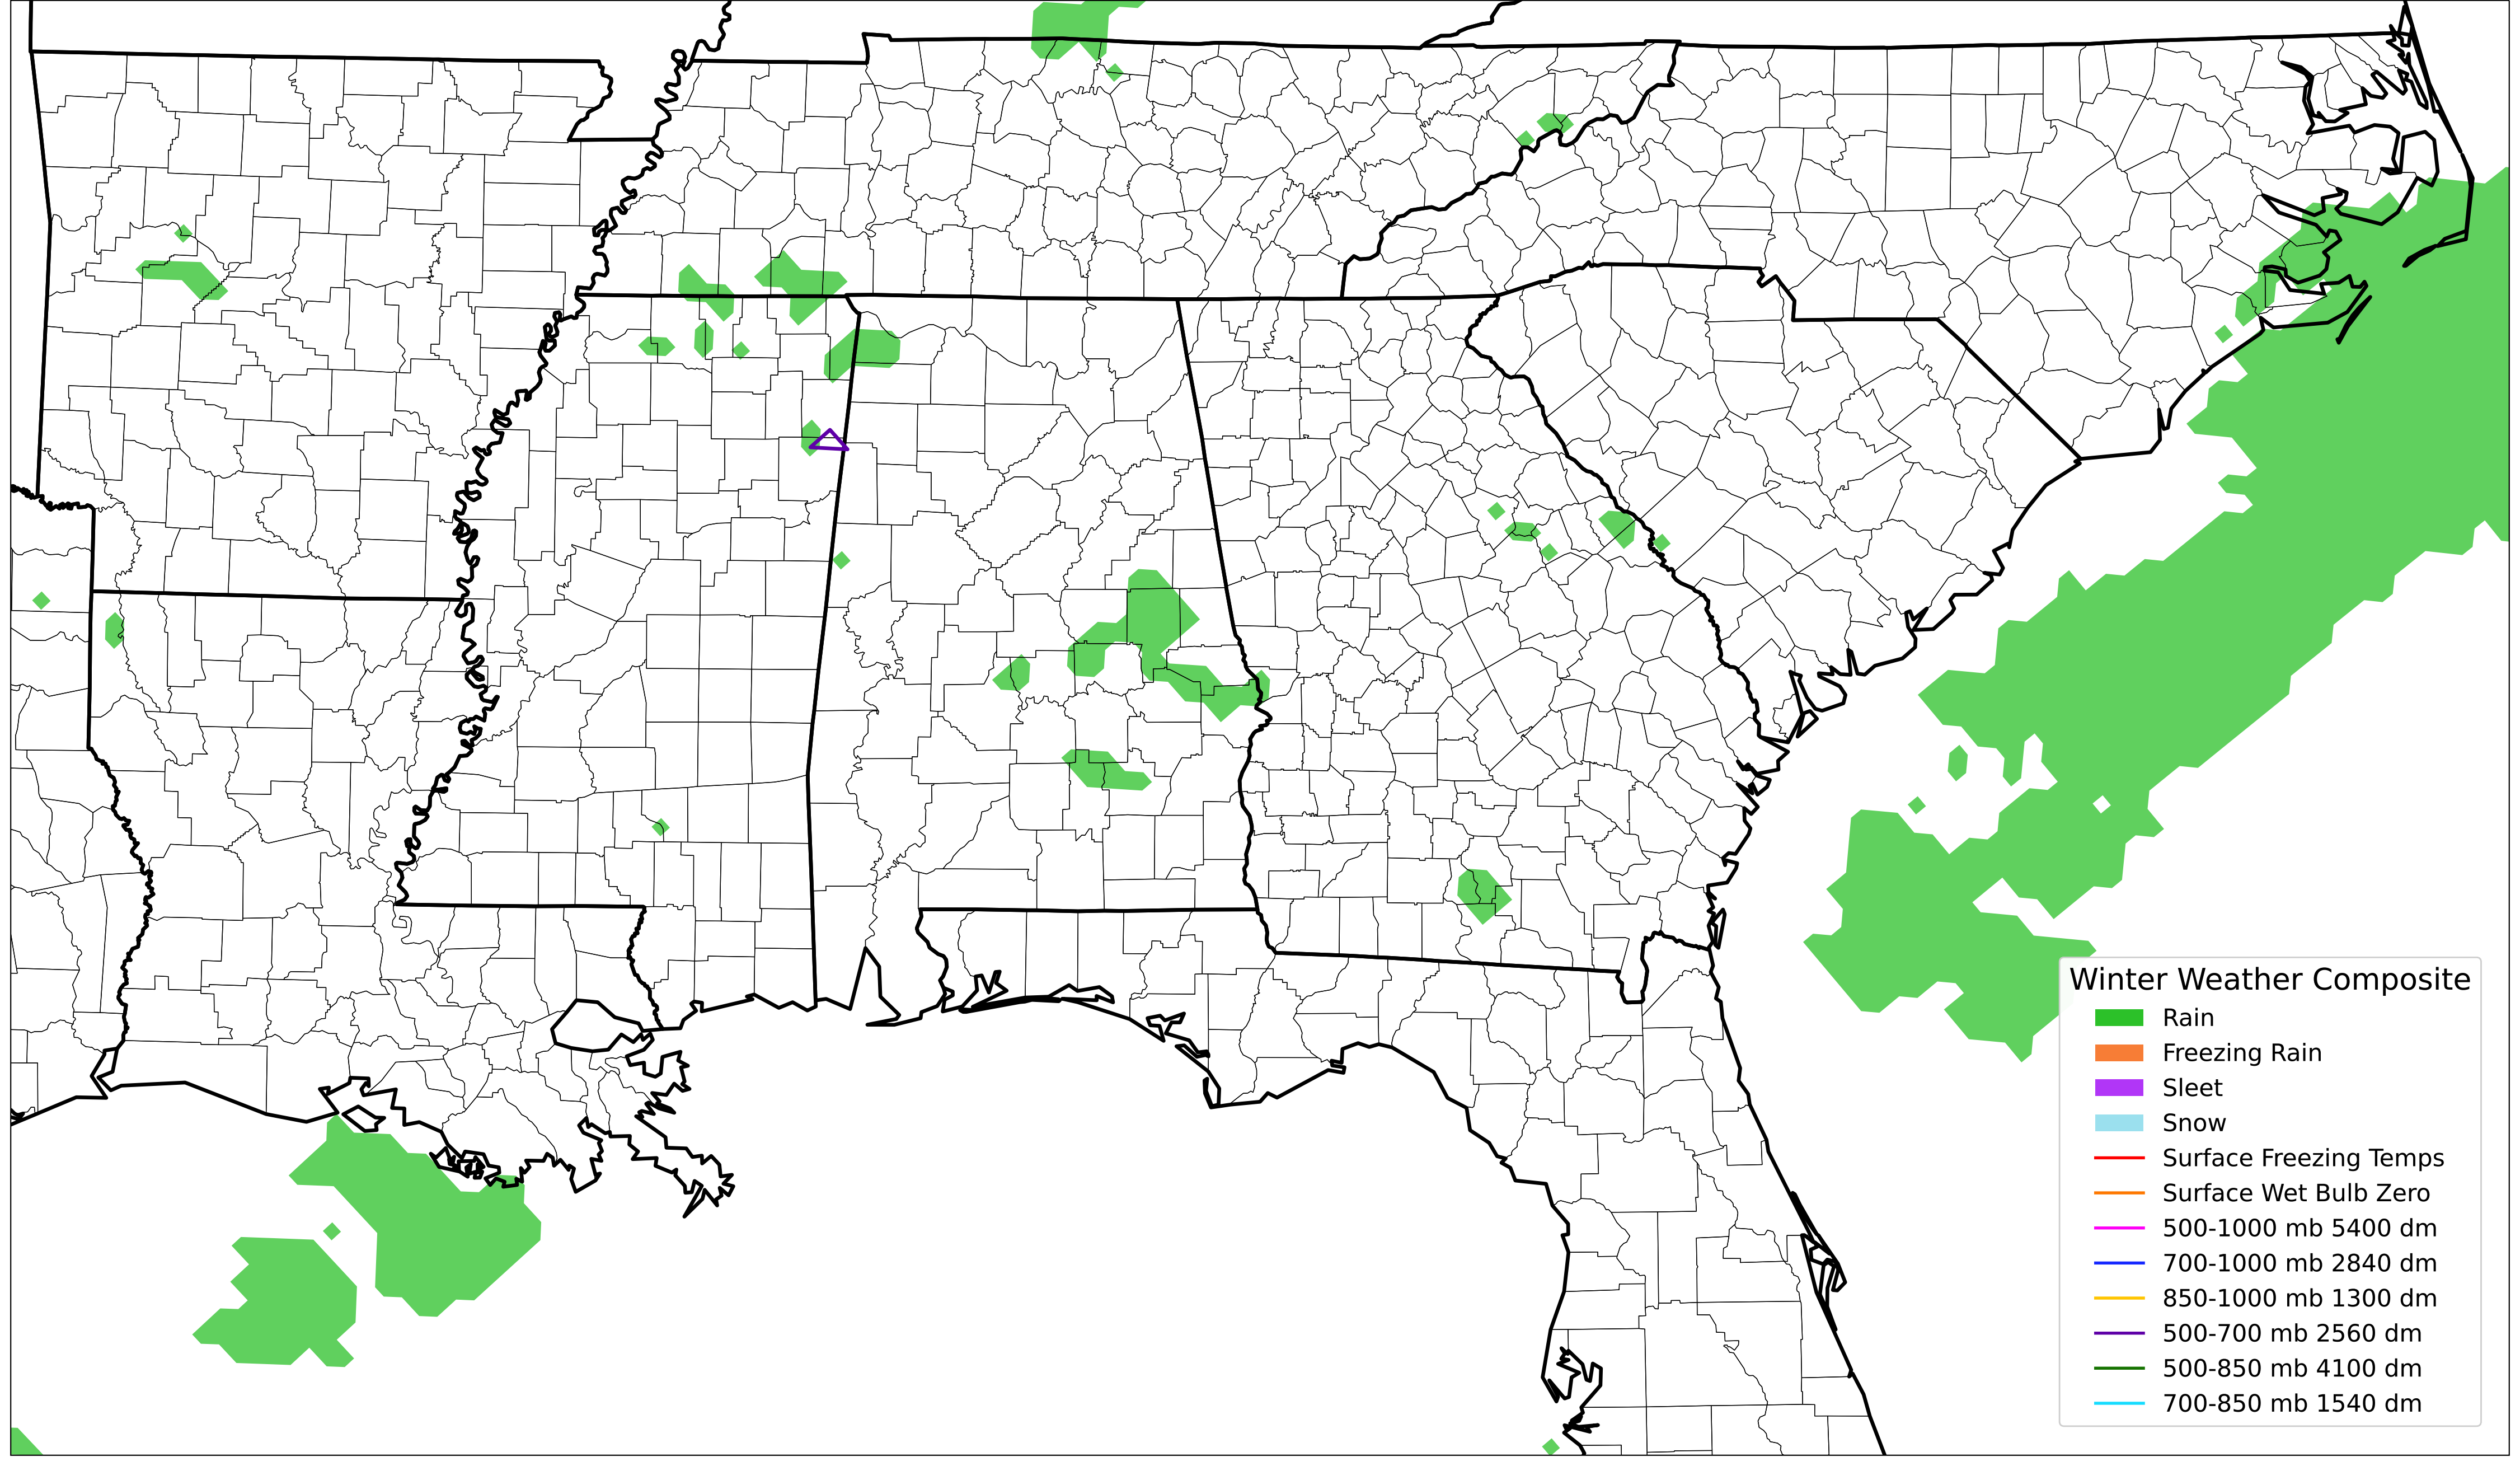 Winter Weather Composite
Rain
Freezing Rain
Sleet
Snow
Surface Freezing Temps
Surface Wet Bulb Zero
500-1000 mb 5400 dm
700-1000 mb 2840 dm
850-1000 mb 1300 dm
500-700 mb 2560 dm
500-850 mb 4100 dm
700-850 mb 1540 dm